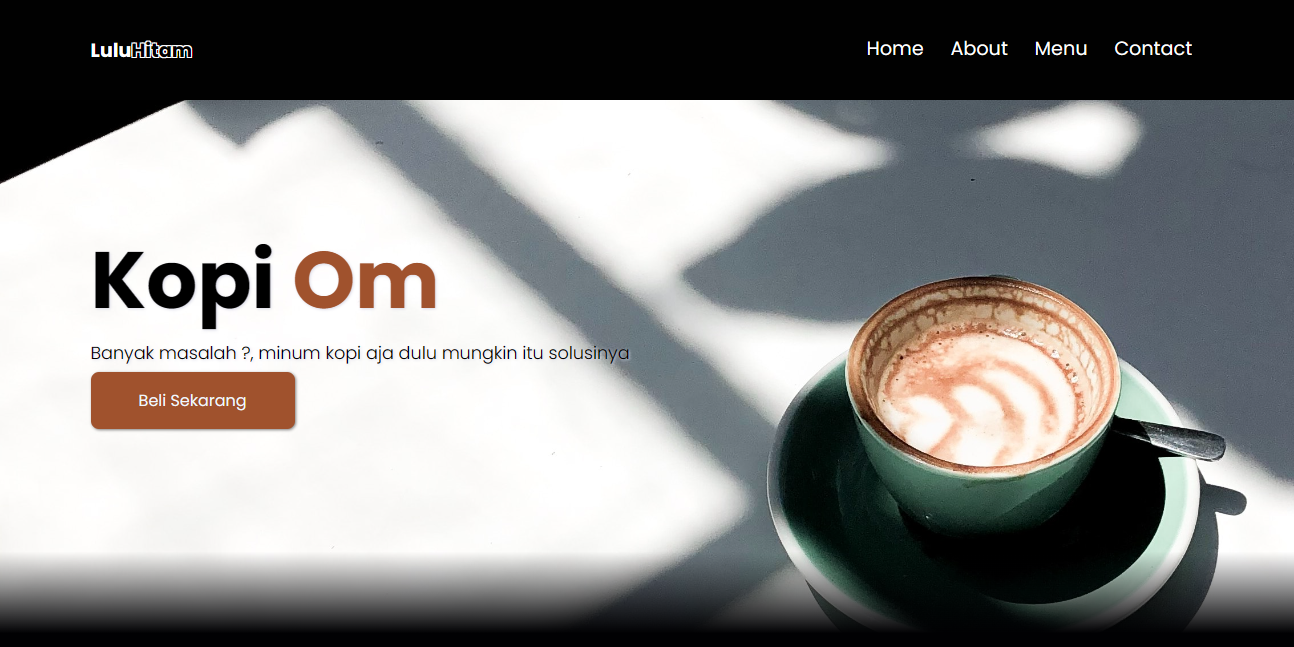 LuluHitam
Home About Menu Contact
Kopi Om
Banyak masalah ?, minum kopi aja dulu mungkin itu solusinya
Beli Sekarang